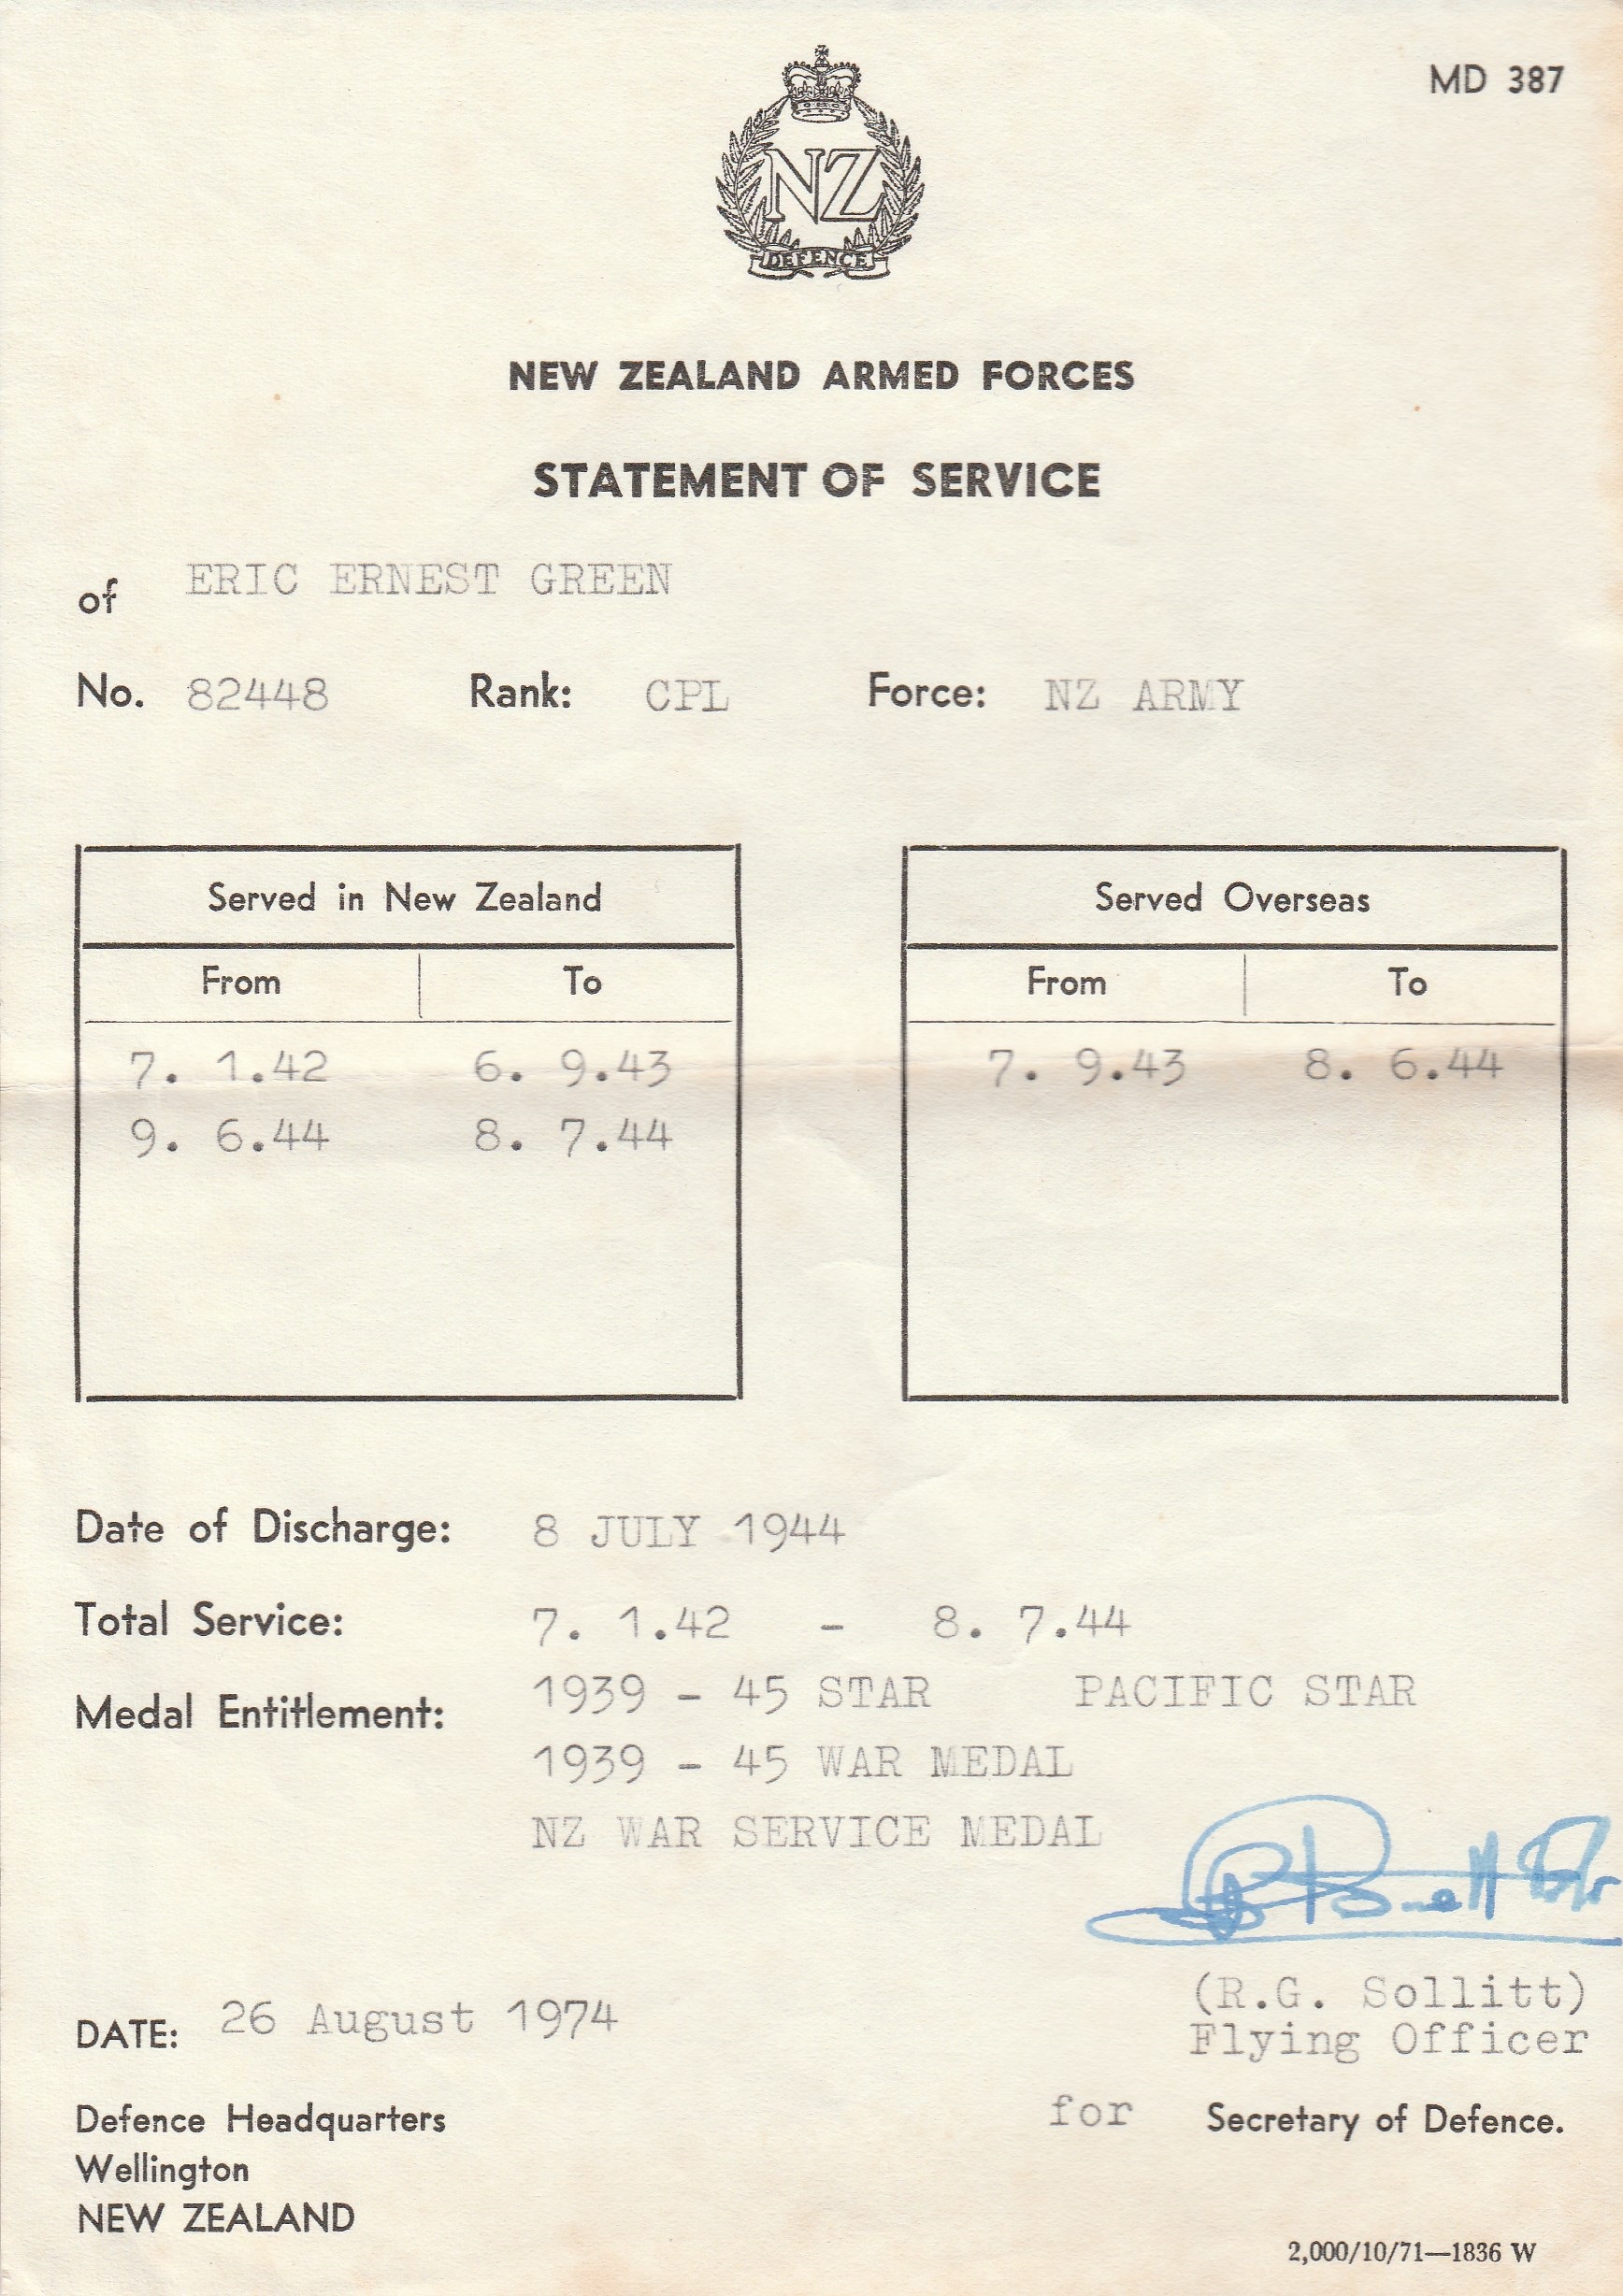 MD 387
NZ
DEFENCE
NEW ZEALAND ARMED FORCES
STATEMENT OF SERVICE
of ERIC ERNEST GREEN
No. 82448 Rank: CPL Force: NZ ARMY
Served in New Zealand
From To
7. 1.42 6. 9.43
9. 6.44 8. 7.44
Served Overseas
From To
7. 9.43 8. 6.44
Date of Discharge: 8 JULY 1944
Total Service: 7. 1.42 - 8. 7.44
Medal Entitlement: 1939 - 45 STAR PACIFIC STAR
1939 - 45 WAR MEDAL
NZ WAR SERVICE MEDAL
(R.G. Sollitt)
Flying Officer
for Secretary of Defence.
DATE: 26 August 1974
Defence Headquarters
Wellington
NEW ZEALAND
2,000/10/71—1836 W